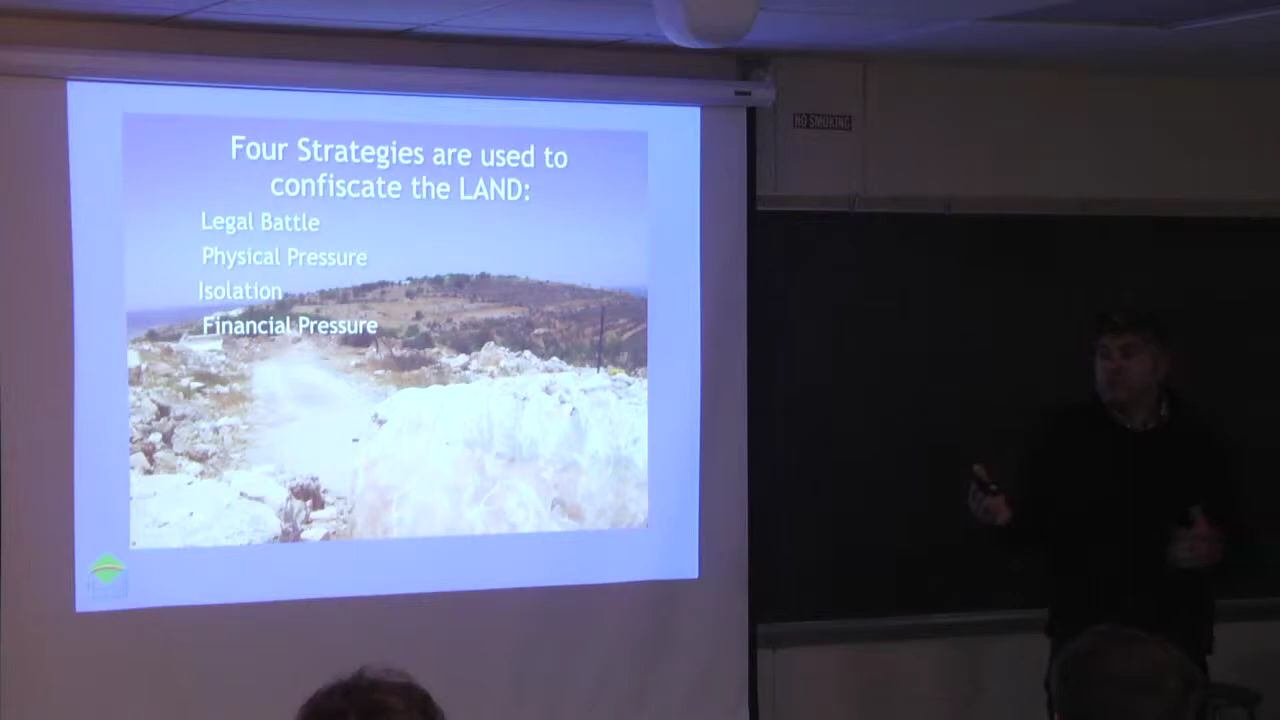 Four Strategies are used to
confiscate the LAND:
Legal Battle
Physical Pressure
Isolation
Financial Pressure
NO SMOKING